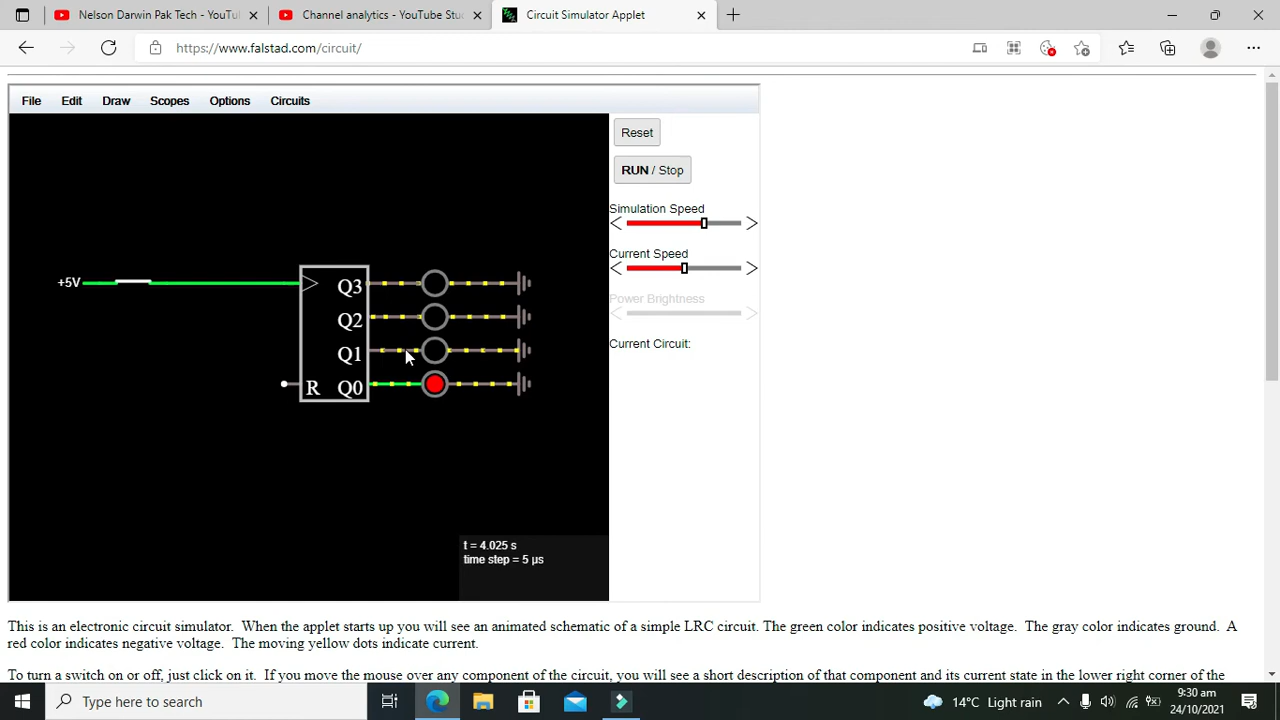 Nelson Darwin Pak Tech - YouTub
Channel analytics - YouTube Stu
Circuit Simulator Applet
https://www.falstad.com/circuit/
File Edit Draw Scopes Options Circuits
Reset
RUN / Stop
Simulation Speed
Current Speed
Power Brightness
Current Circuit:
+5V
Q3
Q2
Q1
R Q0
t = 4.025 s
time step = 5 µs
This is an electronic circuit simulator. When the applet starts up you will see an animated schematic of a simple LRC circuit. The green color indicates positive voltage. The gray color indicates ground. A
red color indicates negative voltage. The moving yellow dots indicate current.
To turn a switch on or off, just click on it. If you move the mouse over any component of the circuit, you will see a short description of that component and its current state in the lower right corner of the
Type here to search
14°C Light rain
9:30 am
24/10/2021